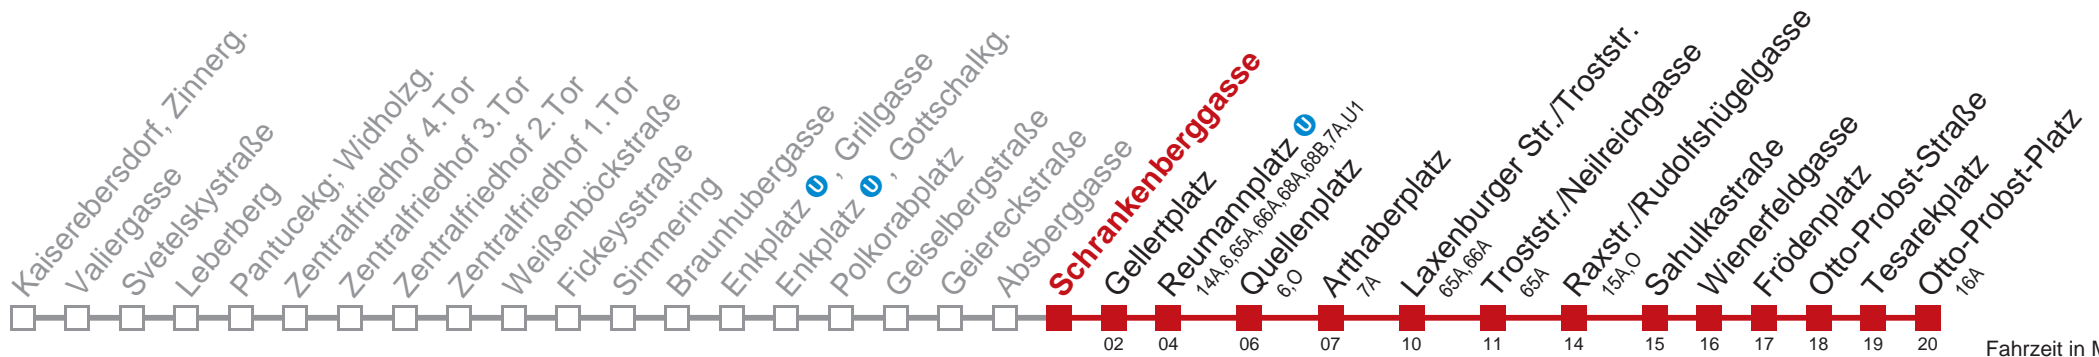 Kaiserebersdorf, Zinnerg.
Valiergasse
Svetelskystraße
Leberberg
Pantucekg; Widholzg.
Zentralfriedhof 4.Tor
Zentralfriedhof 3.Tor
Zentralfriedhof 2.Tor
Zentralfriedhof 1.Tor
Weißenböckstraße
Fickeysstraße
Simmering
Braunhubergasse
Enkplatz U , Grillgasse
Enkplatz U , Gottschalkg.
Polkorabplatz
Geiselbergstraße
Geiereckstraße
Absberggasse
Schrankenberggasse
Gellertplatz
Reumannplatz U
14A,6,65A,66A,68A,68B,7A,U1
Quellenplatz
6,O
Arthaberplatz
7A
Laxenburger Str./Troststr.
65A,66A
Troststr./Neilreichgasse
65A
Raxstr./Rudolfshügelgasse
15A,O
Sahulkastraße
Wienerfeldgasse
Frödenplatz
Otto-Probst-Straße
Tesarekplatz
Otto-Probst-Platz
16A
02 04 06 07 10 11 14 15 16 17 18 19 20
Fahrzeit in M